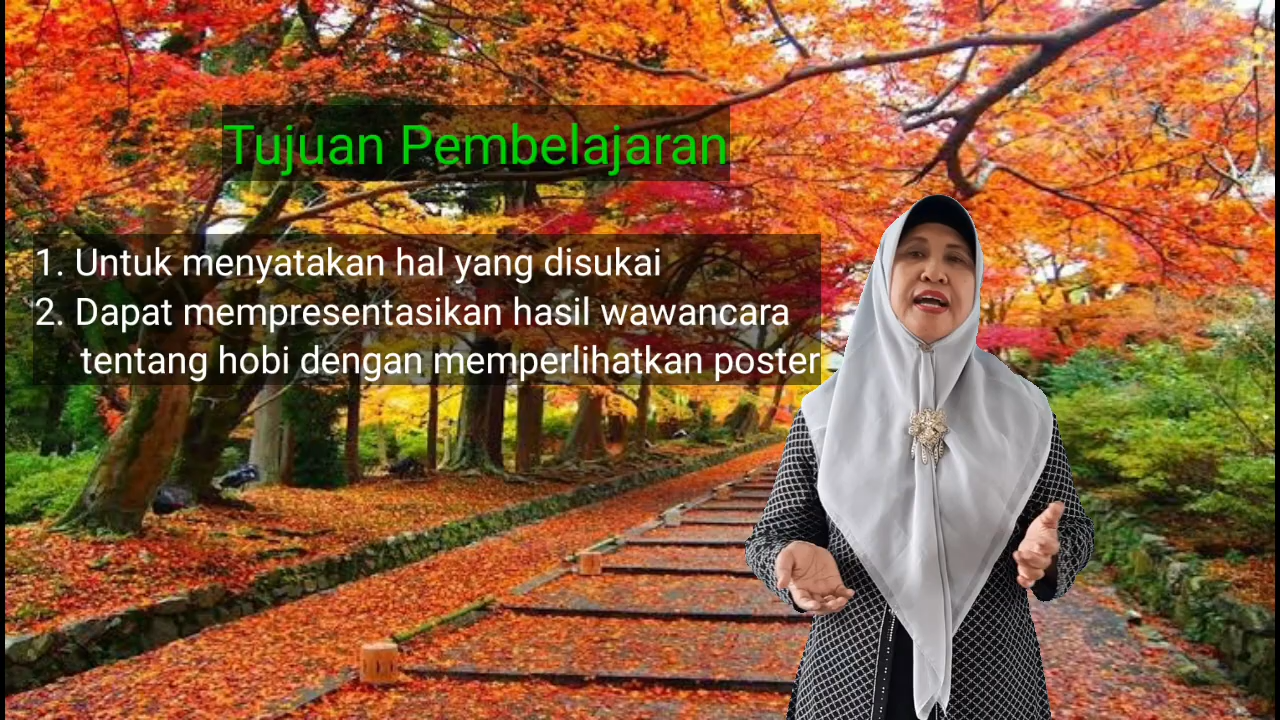 Tujuan Pembelajaran
1. Untuk menyatakan hal yang disukai
2. Dapat mempresentasikan hasil wawancara
tentang hobi dengan memperlihatkan poster